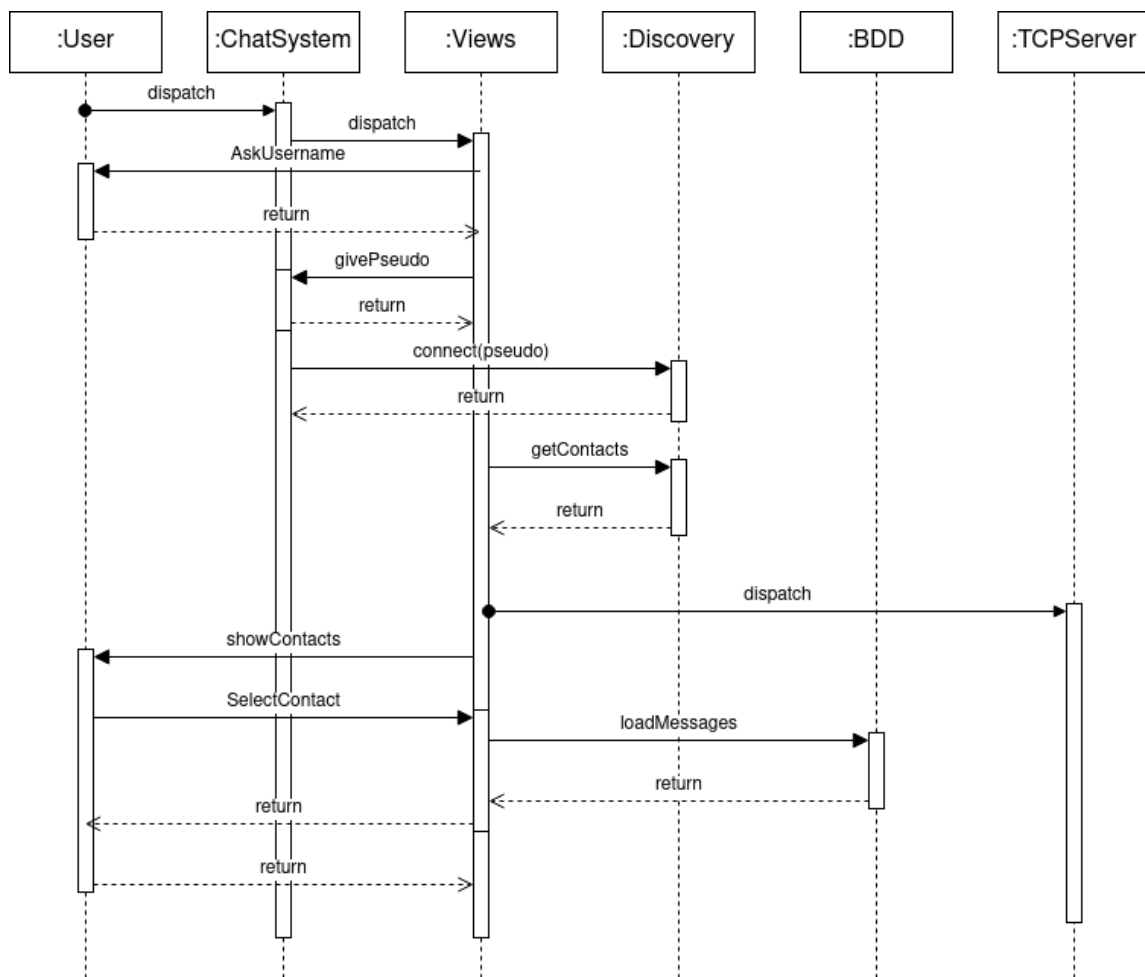 :User
:ChatSystem
:Views
:Discovery
:BDD
:TCPServer
dispatch
dispatch
AskUsername
return
givePseudo
return
connect(pseudo)
return
getContacts
return
dispatch
showContacts
SelectContact
loadMessages
return
return
return